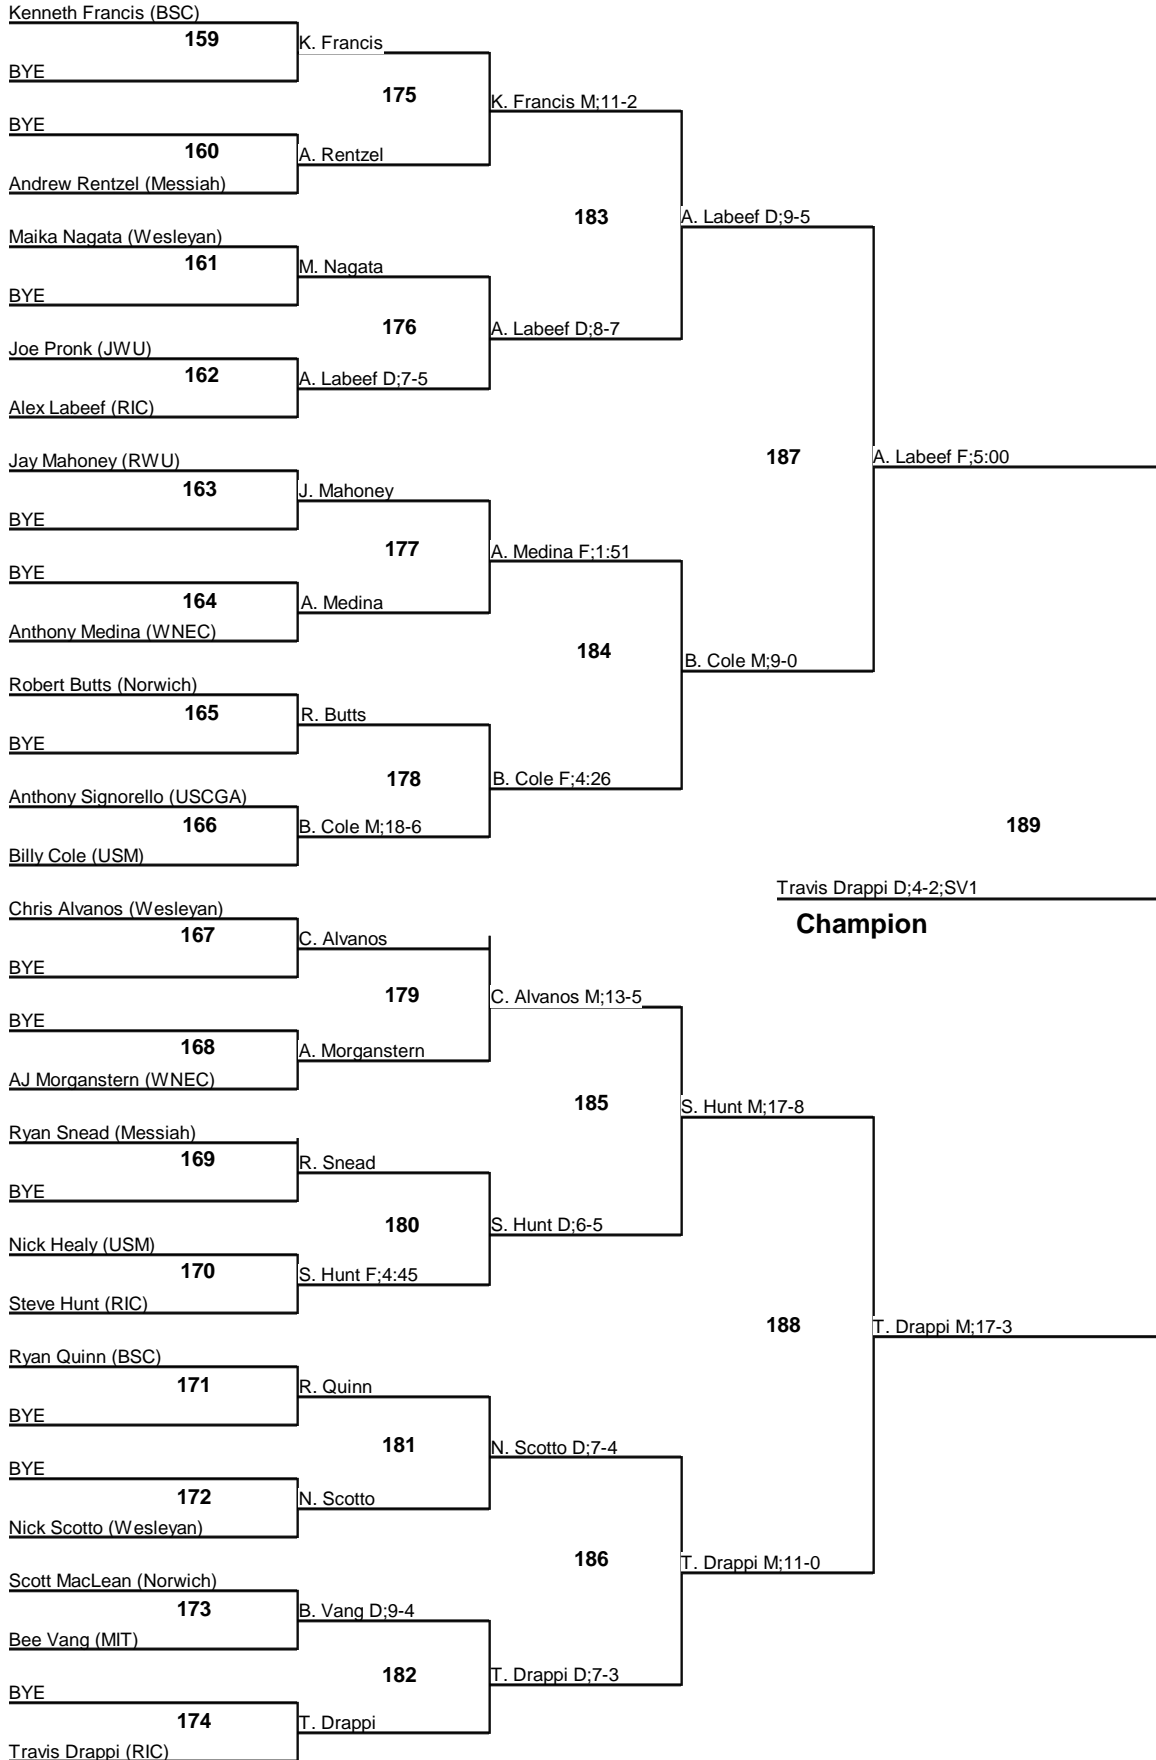 Kenneth Francis (BSC)
159
K. Francis
BYE
175
K. Francis M;11-2
BYE
160
A. Rentzel
Andrew Rentzel (Messiah)
183
A. Labeef D;9-5
Maika Nagata (Wesleyan)
161
M. Nagata
BYE
176
A. Labeef D;8-7
Joe Pronk (JWU)
162
A. Labeef D;7-5
Alex Labeef (RIC)
187
A. Labeef F;5:00
Jay Mahoney (RWU)
163
J. Mahoney
BYE
177
A. Medina F;1:51
BYE
164
A. Medina
Anthony Medina (WNEC)
184
B. Cole M;9-0
Robert Butts (Norwich)
165
R. Butts
BYE
178
B. Cole F;4:26
Anthony Signorello (USCGA)
166
B. Cole M;18-6
Billy Cole (USM)
189
Travis Drappi D;4-2;SV1
Champion
Chris Alvanos (Wesleyan)
167
C. Alvanos
BYE
179
C. Alvanos M;13-5
BYE
168
A. Morganstern
AJ Morganstern (WNEC)
185
S. Hunt M;17-8
Ryan Snead (Messiah)
169
R. Snead
BYE
180
S. Hunt D;6-5
Nick Healy (USM)
170
S. Hunt F;4:45
Steve Hunt (RIC)
188
T. Drappi M;17-3
Ryan Quinn (BSC)
171
R. Quinn
BYE
181
N. Scotto D;7-4
BYE
172
N. Scotto
Nick Scotto (Wesleyan)
186
T. Drappi M;11-0
Scott MacLean (Norwich)
173
B. Vang D;9-4
Bee Vang (MIT)
182
T. Drappi D;7-3
BYE
174
T. Drappi
Travis Drappi (RIC)